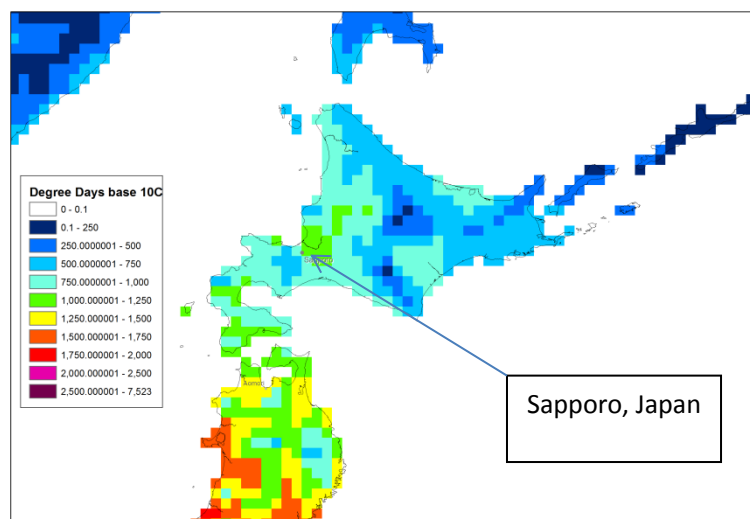 Degree Days base 10C
0 - 0.1
0.1 - 250
250.0000001 - 500
500.0000001 - 750
750.0000001 - 1,000
1,000.000001 - 1,250
1,250.000001 - 1,500
1,500.000001 - 1,750
1,750.000001 - 2,000
2,000.000001 - 2,500
2,500.000001 - 7,523
Sapporo
Sapporo, Japan
Aomori